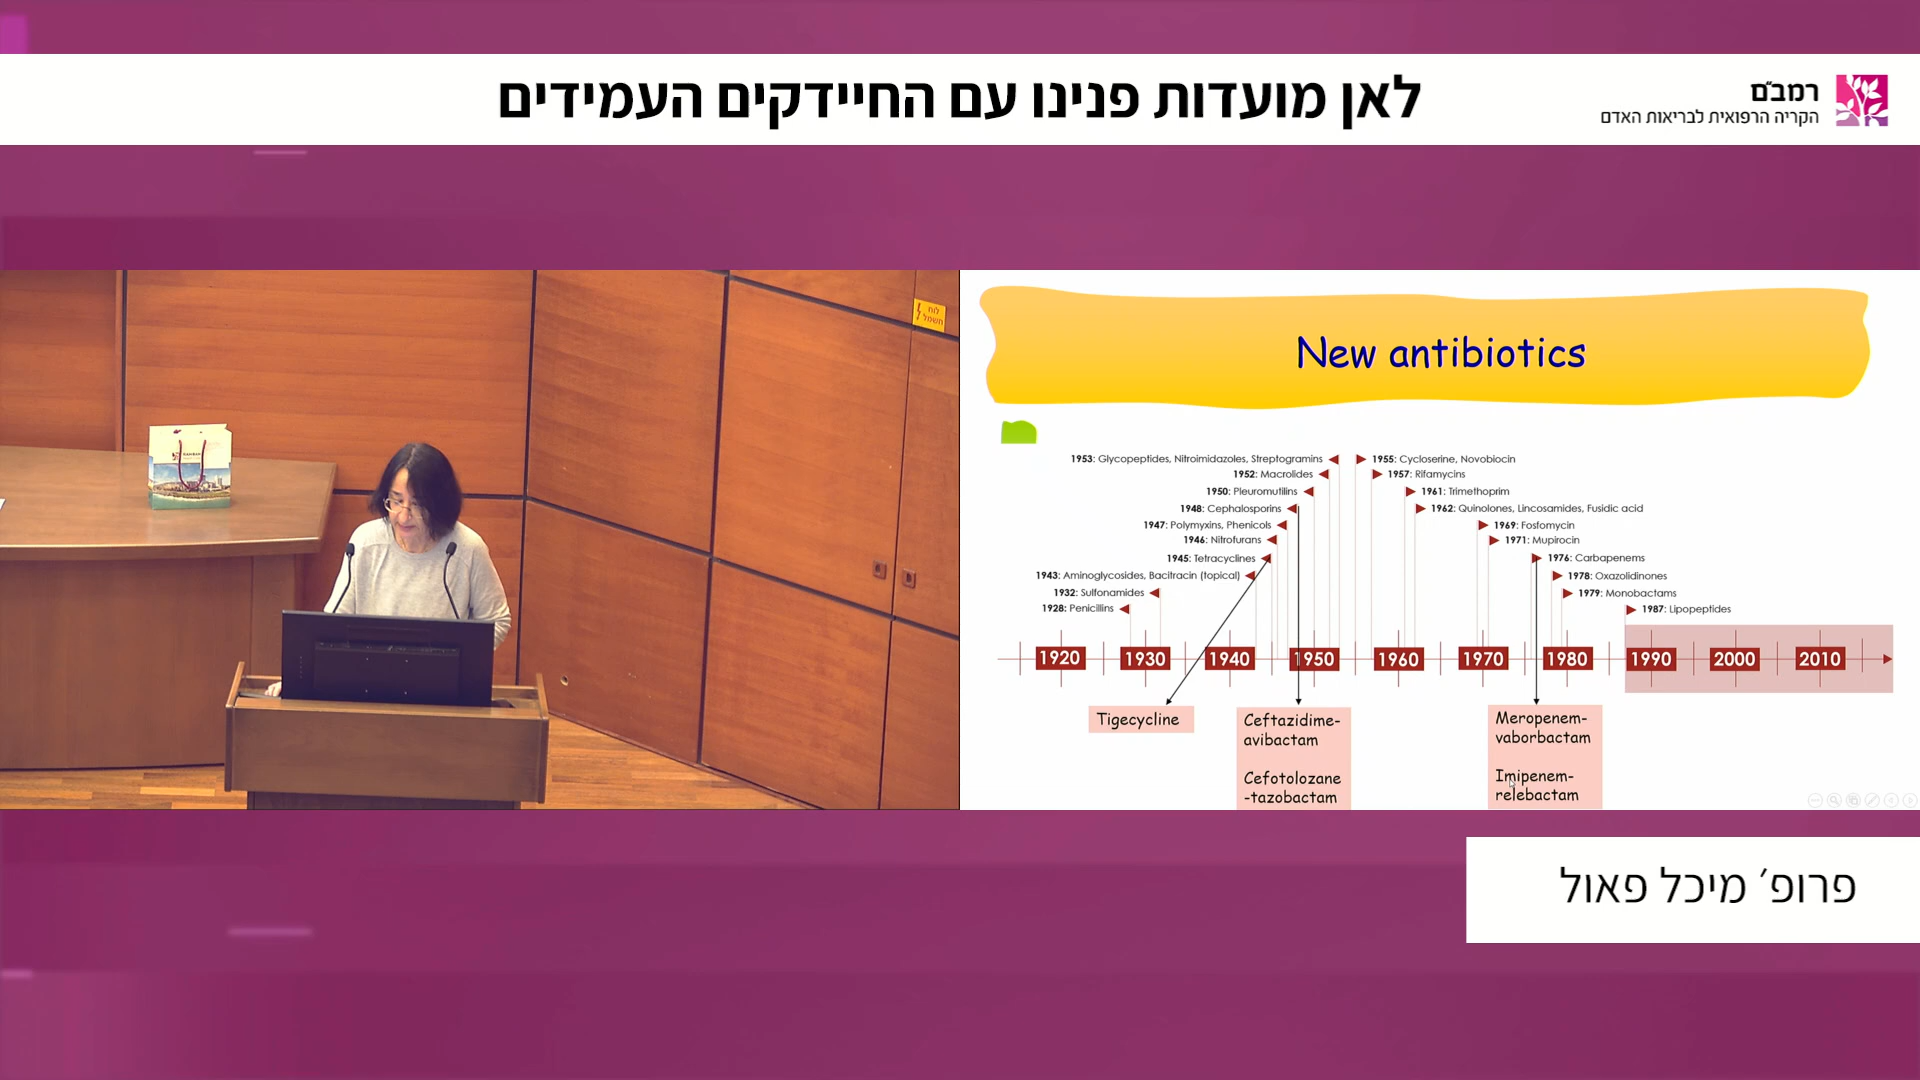 לאן מועדות פנינו עם החיידקים העמידים
רמב״ם
הקריה הרפואית לבריאות האדם
לוח
חשמל
RAMBAM
New antibiotics
1953: Glycopeptides, Nitroimidazoles, Streptogramins
1952: Macrolides
1950: Pleuromutilins
1948: Cephalosporins
1947: Polymyxins, Phenicols
1946: Nitrofurans
1945: Tetracyclines
1943: Aminoglycosides, Bacitracin (topical)
1932: Sulfonamides
1928: Penicillins
1955: Cycloserine, Novobiocin
1957: Rifamycins
1961: Trimethoprim
1962: Quinolones, Lincosamides, Fusidic acid
1969: Fosfomycin
1971: Mupirocin
1976: Carbapenems
1978: Oxazolidinones
1979: Monobactams
1987: Lipopeptides
1920 1930 1940 1950 1960 1970 1980 1990 2000 2010
Tigecycline
Ceftazidime-
avibactam
Cefotolozane
-tazobactam
Meropenem-
vaborbactam
Imipenem-
relebactam
פרופ׳ מיכל פאול